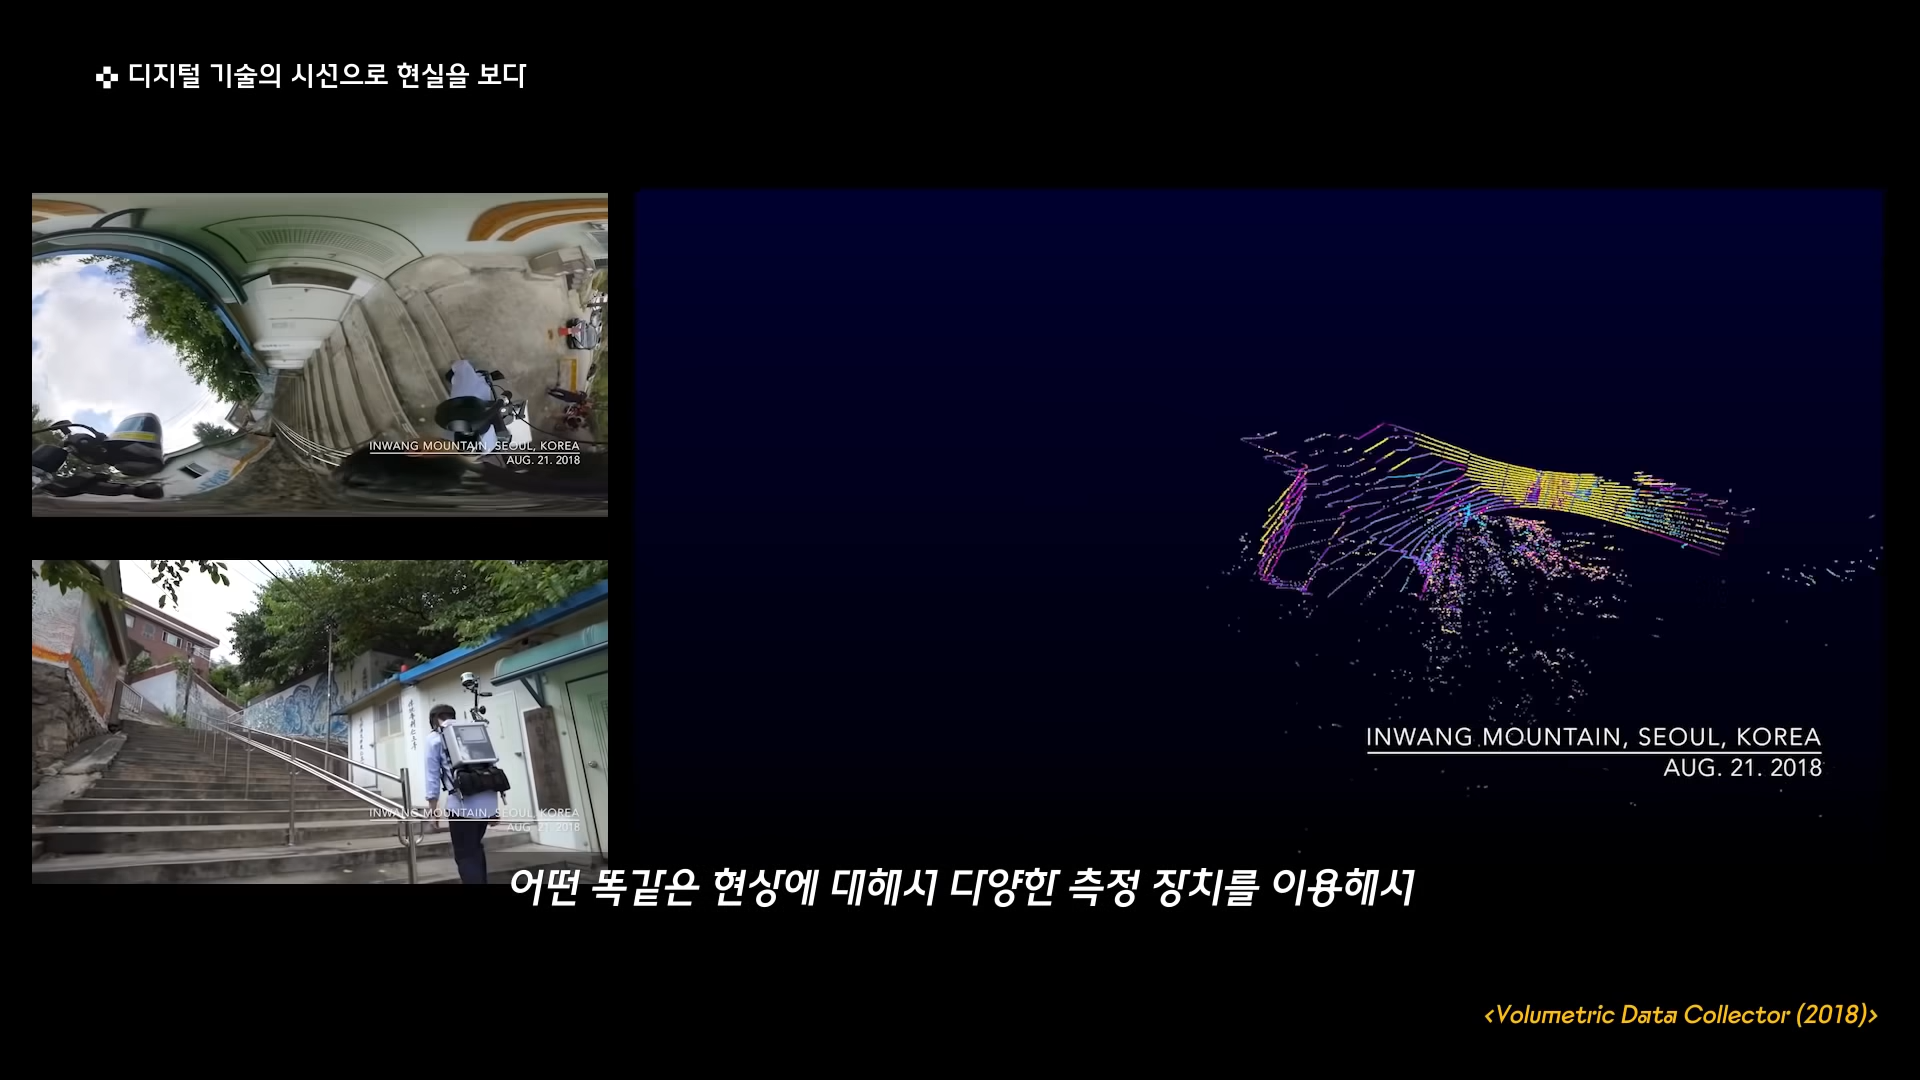 디지털 기술의 시선으로 현실을 보다
INWANG MOUNTAIN, SEOUL, KOREA
AUG. 21. 2018
INWANG MOUNTAIN, SEOUL, KOREA
AUG. 21. 2018
INWANG MOUNTAIN, SEOUL, KOREA
AUG. 21. 2018
어떤 똑같은 현상에 대해서 다양한 측정 장치를 이용해서
<Volumetric Data Collector (2018)>